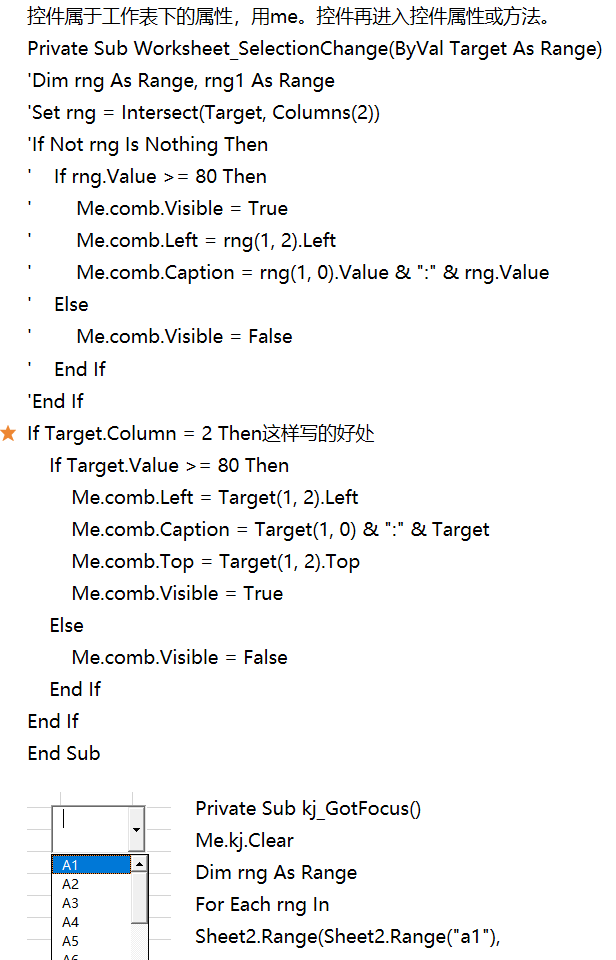 控件属于工作表下的属性，用me。控件再进入控件属性或方法。
Private Sub Worksheet_SelectionChange(ByVal Target As Range)
'Dim rng As Range, rng1 As Range
'Set rng = Intersect(Target, Columns(2))
'If Not rng Is Nothing Then
'    If rng.Value >= 80 Then
'        Me.comb.Visible = True
'        Me.comb.Left = rng(1, 2).Left
'        Me.comb.Caption = rng(1, 0).Value & ":" & rng.Value
'    Else
'        Me.comb.Visible = False
'    End If
'End If
If Target.Column = 2 Then这样写的好处
    If Target.Value >= 80 Then
        Me.comb.Left = Target(1, 2).Left
        Me.comb.Caption = Target(1, 0) & ":" & Target
        Me.comb.Top = Target(1, 2).Top
        Me.comb.Visible = True
    Else
        Me.comb.Visible = False
    End If
End If
End Sub
A1
A2
A3
A4
A5
A6
Private Sub kj_GotFocus()
Me.kj.Clear
Dim rng As Range
For Each rng In
Sheet2.Range(Sheet2.Range("a1"),